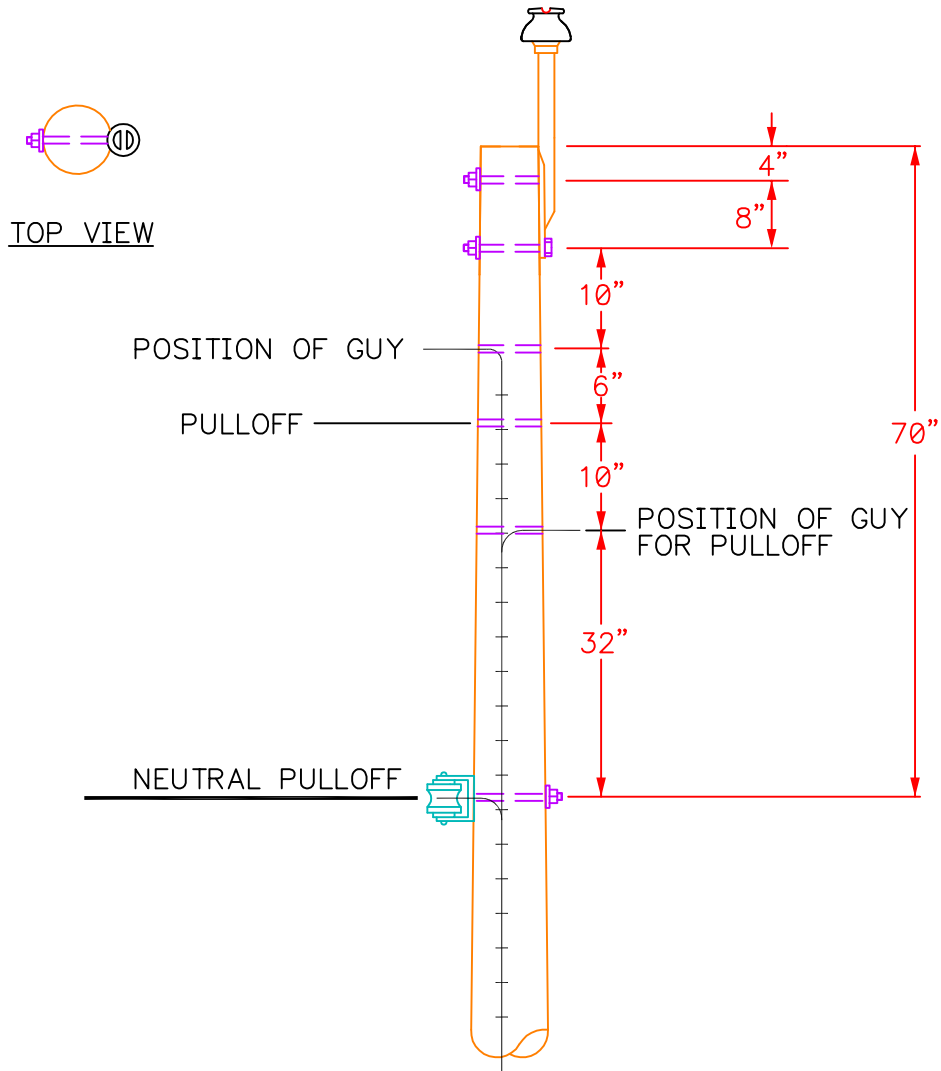 4”
TOP VIEW
8”
10”
POSITION OF GUY
6”
PULLOFF
70”
10”
POSITION OF GUY
FOR PULLOFF
32”
NEUTRAL PULLOFF